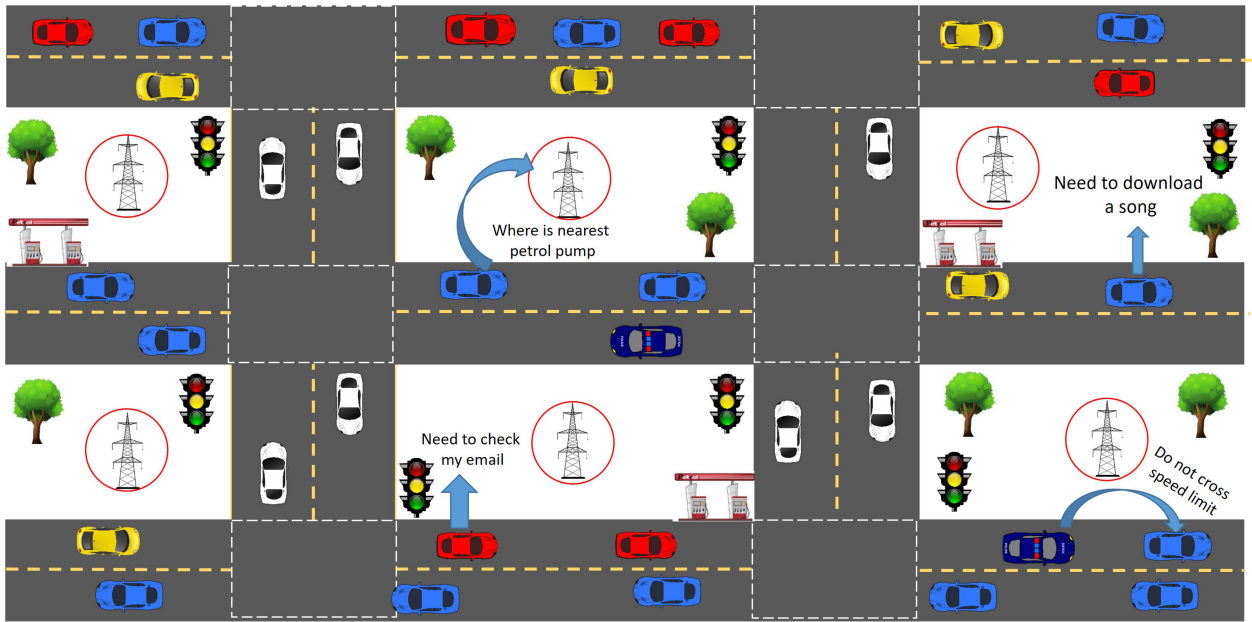 Need to download
a song
Where is nearest
petrol pump
Need to check
my email
Do not cross
speed limit